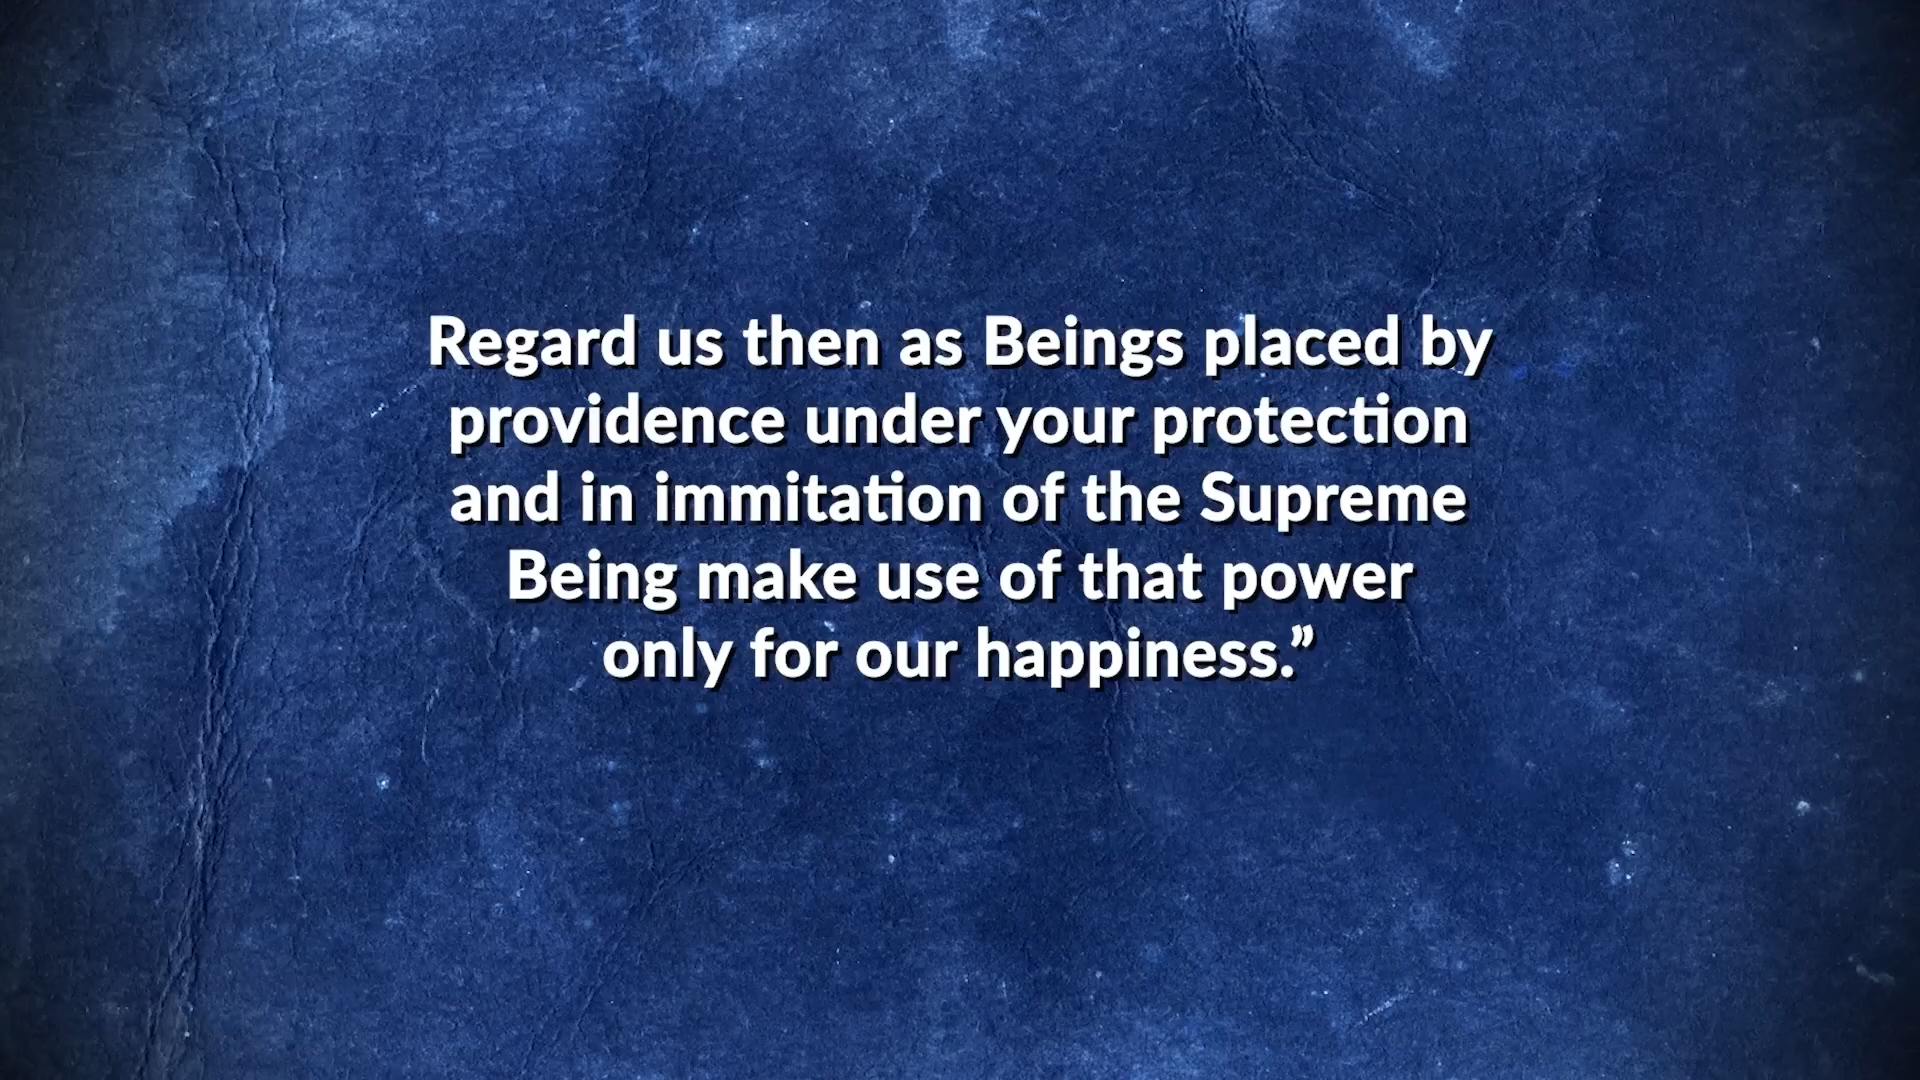 Regard us then as Beings placed by
providence under your protection
and in immitation of the Supreme
Being make use of that power
only for our happiness.”